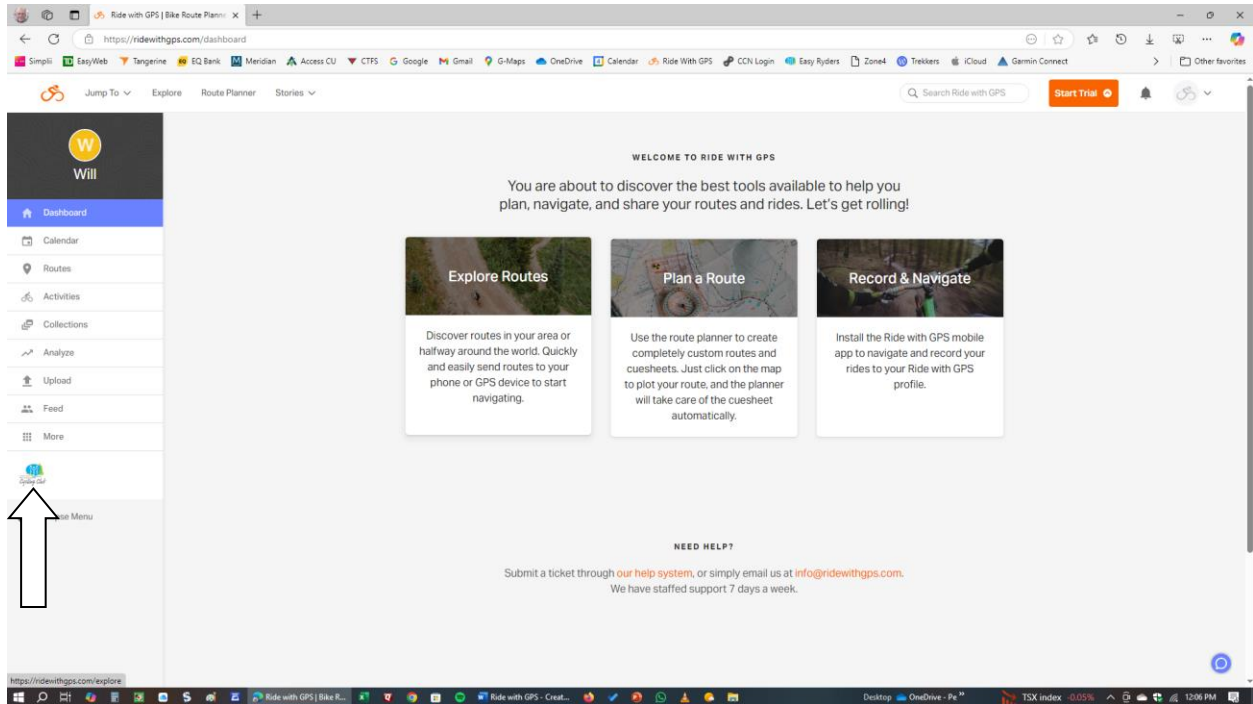 Ride with GPS | Bike Route Planne
https://ridewithgps.com/dashboard
Simplii EasyWeb Tangerine EQ Bank Meridian Access CU CTFS Google Gmail G-Maps OneDrive Calendar Ride With GPS CCN Login Easy Ryders Zone4 Trekkers iCloud Garmin Connect Other favorites
Jump To Explore Route Planner Stories Search Ride with GPS Start Trial
W
Will
Dashboard
Calendar
Routes
Activities
Collections
Analyze
Upload
Feed
More
Cycling Club
pse Menu
WELCOME TO RIDE WITH GPS
You are about to discover the best tools available to help you
plan, navigate, and share your routes and rides. Let's get rolling!
Explore Routes
Discover routes in your area or
halfway around the world. Quickly
and easily send routes to your
phone or GPS device to start
navigating.
Plan a Route
Use the route planner to create
completely custom routes and
cuesheets. Just click on the map
to plot your route, and the planner
will take care of the cuesheet
automatically.
Record & Navigate
Install the Ride with GPS mobile
app to navigate and record your
rides to your Ride with GPS
profile.
NEED HELP?
Submit a ticket through our help system, or simply email us at info@ridewithgps.com.
We have staffed support 7 days a week.
https://ridewithgps.com/explore
Ride with GPS | Bike R... Ride with GPS - Creat... Desktop OneDrive - Pe TSX index -0.05% 12:06 PM